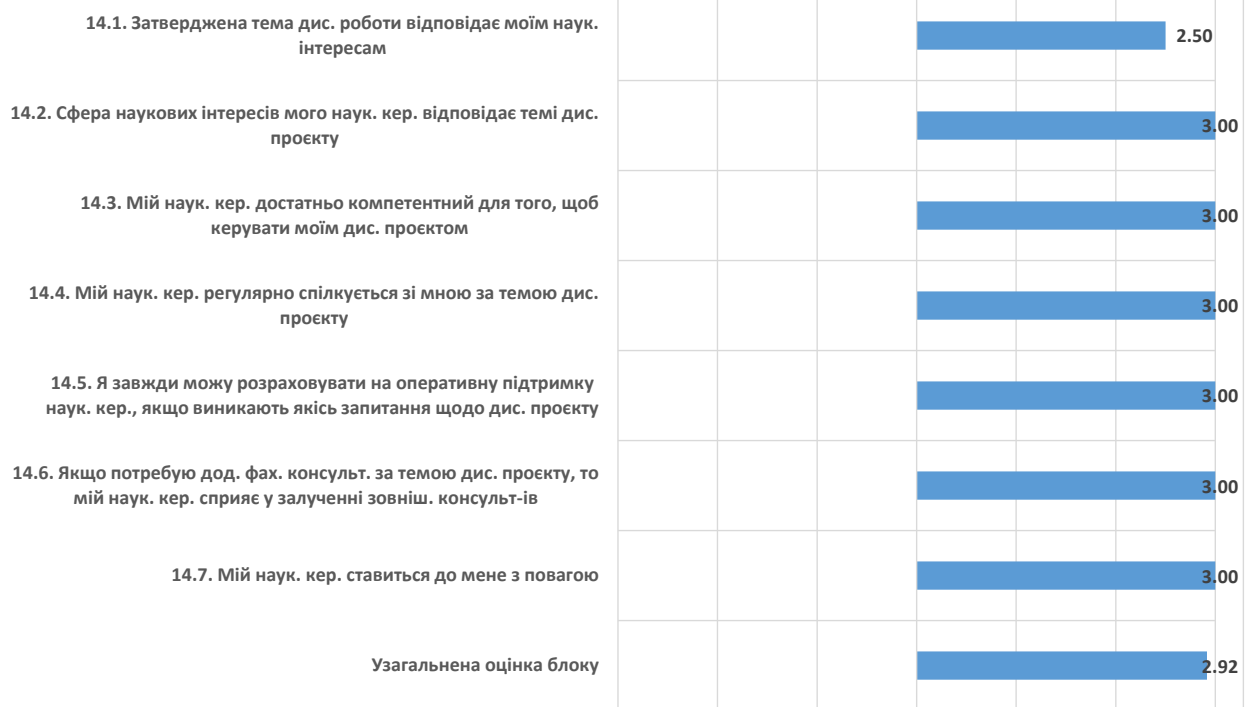 14.1. Затверджена тема дис. роботи відповідає моїм наук.
інтересам
2.50
14.2. Сфера наукових інтересів мого наук. кер. відповідає темі дис.
проєкту
3.00
14.3. Мій наук. кер. достатньо компетентний для того, щоб
керувати моїм дис. проєктом
3.00
14.4. Мій наук. кер. регулярно спілкується зі мною за темою дис.
проєкту
3.00
14.5. Я завжди можу розраховувати на оперативну підтримку
наук. кер., якщо виникають якісь запитання щодо дис. проєкту
3.00
14.6. Якщо потребую дод. фах. консульт. за темою дис. проєкту, то
мій наук. кер. сприяє у залученні зовніш. консульт-ів
3.00
14.7. Мій наук. кер. ставиться до мене з повагою
3.00
Узагальнена оцінка блоку
2.92